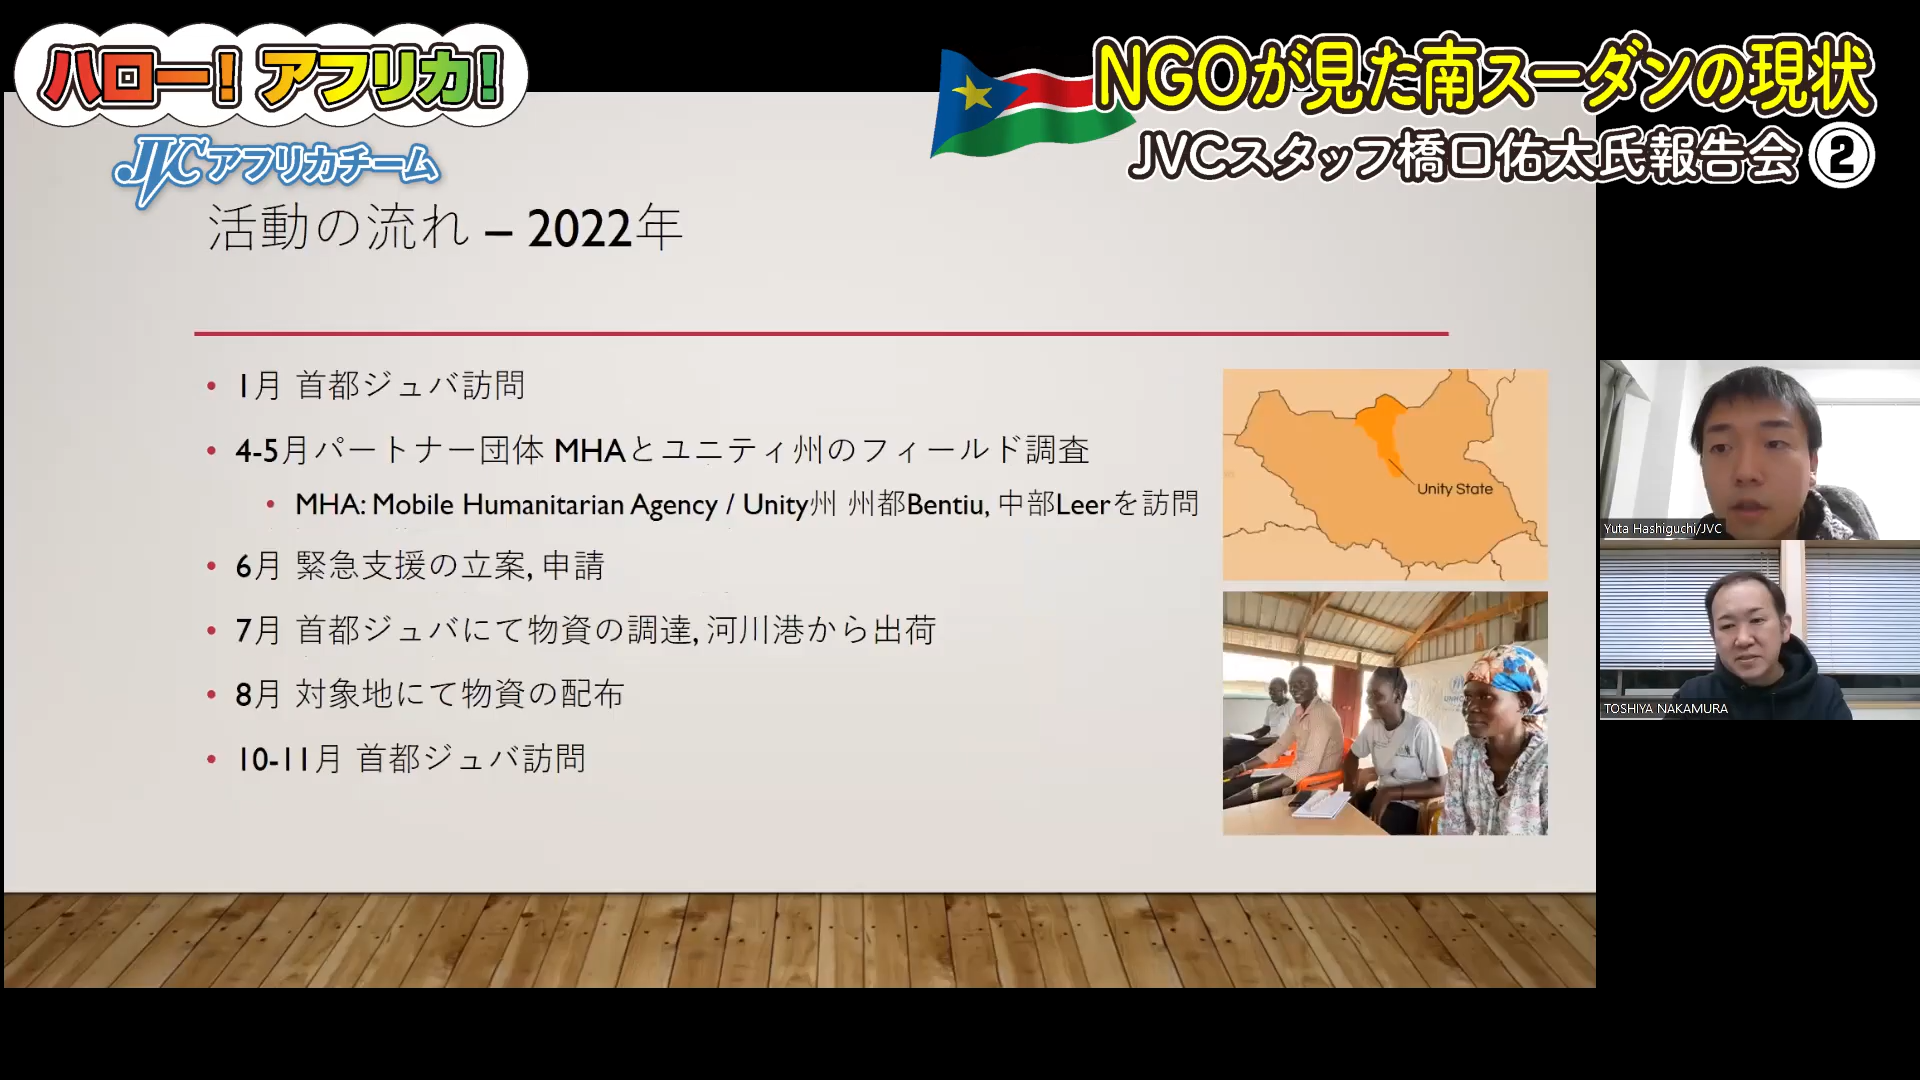 ハロー！アフリカ！
JVCアフリカチーム
NGOが見た南スーダンの現状
JVCスタッフ橋口佑太氏報告会②
活動の流れ – 2022年
• 1月 首都ジュバ訪問
• 4-5月パートナー団体 MHAとユニティ州のフィールド調査
• MHA: Mobile Humanitarian Agency / Unity州 州都Bentiu, 中部Leerを訪問
• 6月 緊急支援の立案, 申請
• 7月 首都ジュバにて物資の調達, 河川港から出荷
• 8月 対象地にて物資の配布
• 10-11月 首都ジュバ訪問
Unity State
Yuta Hashiguchi/JVC
TOSHIYA NAKAMURA